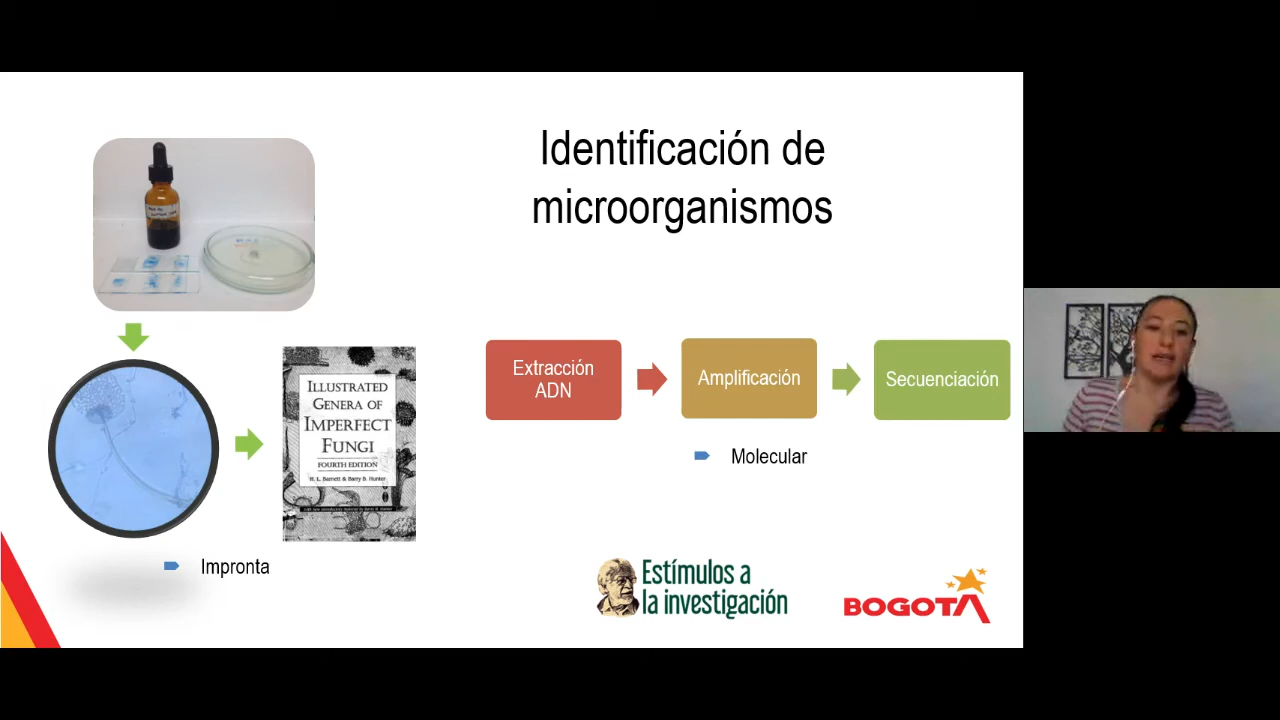 Identificación de
microorganismos
ILLUSTRATED
GENERA OF
IMPERFECT
FUNGI
FOURTH EDITION
H. L. Barnett & Barry B. Hunter
Impronta
Extracción
ADN
Amplificación
Secuenciación
Molecular
Estímulos a
la investigación
BOGOTÁ